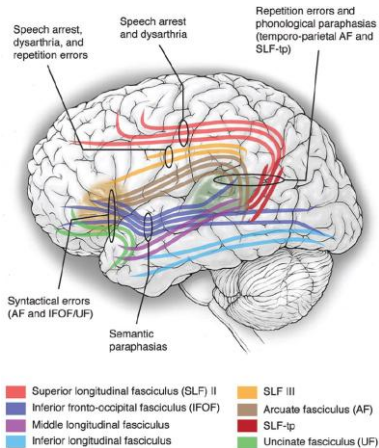 Speech arrest,
dysarthria, and
repetition errors
Speech arrest
and dysarthria
Repetition errors and
phonological paraphasias
(temporo-parietal AF and
SLF-tp)
Syntactical errors
(AF and IFOF/UF)
Semantic
paraphasias
Superior longitudinal fasciculus (SLF) II
Inferior fronto-occipital fasciculus (IFOF)
Middle longitudinal fasciculus
Inferior longitudinal fasciculus
SLF III
Arcuate fasciculus (AF)
SLF-tp
Uncinate fasciculus (UF)